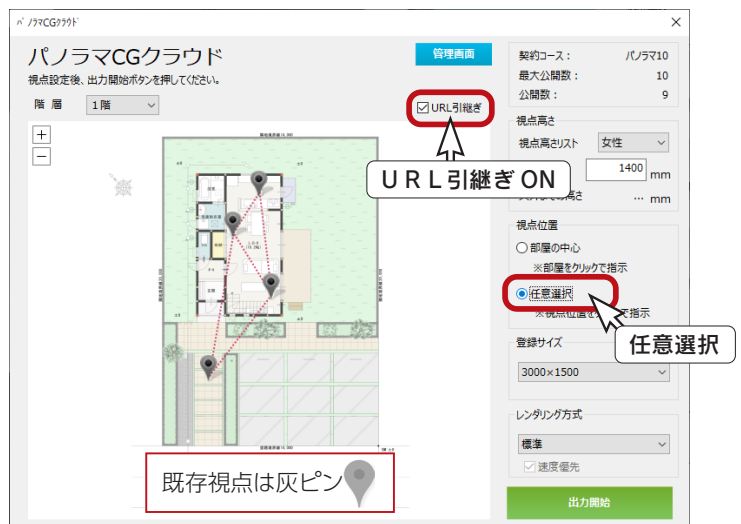 パノラマCGクラウド
パノラマCGクラウド
視点設定後、出力開始ボタンを押してください。
管理画面
階 層
1階
URL引継ぎ
URL引継ぎON
契約コース： パノラマ10
最大公開数： 10
公開数： 9
視点高さ
視点高さリスト 女性
1400 mm
… mm
視点位置
部屋の中心
※部屋をクリックで指示
任意選択
任意選択
登録サイズ
3000×1500
レンダリング方式
標準
速度優先
出力開始
既存視点は灰ピン